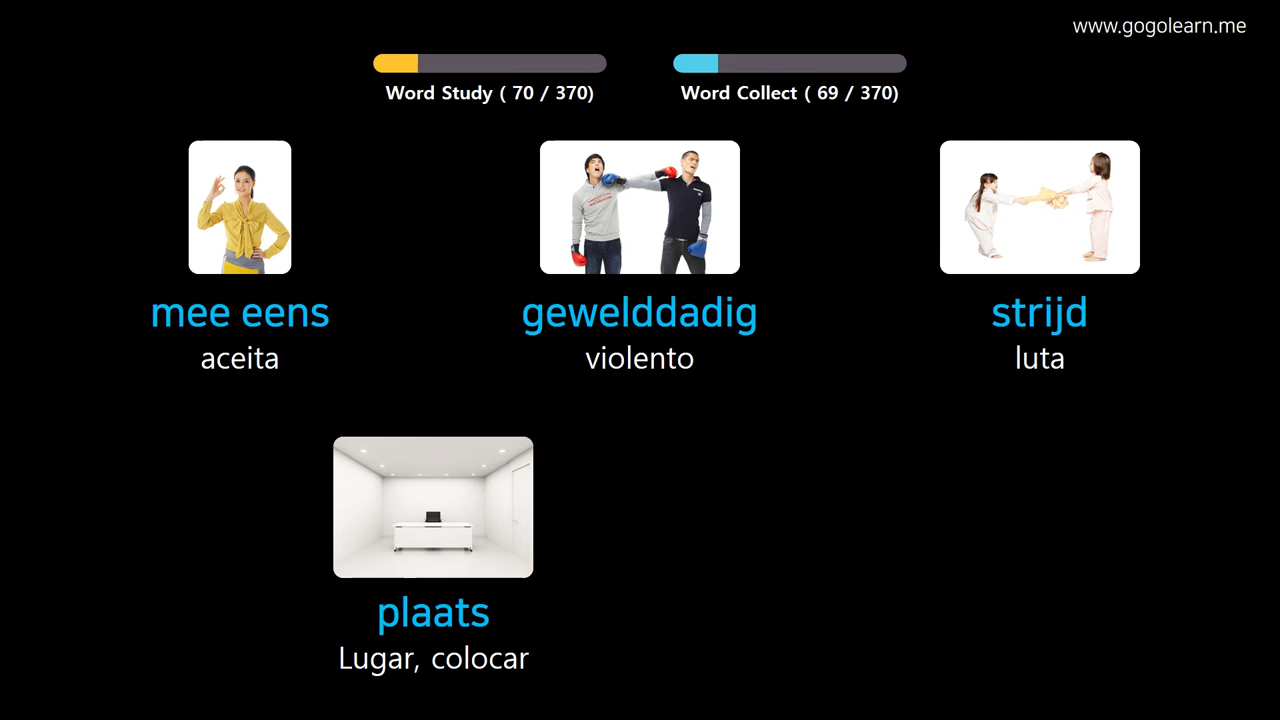 www.gogolearn.me
Word Study ( 70 / 370)
Word Collect ( 69 / 370)
mee eens
aceita
gewelddadig
violento
strijd
luta
plaats
Lugar, colocar